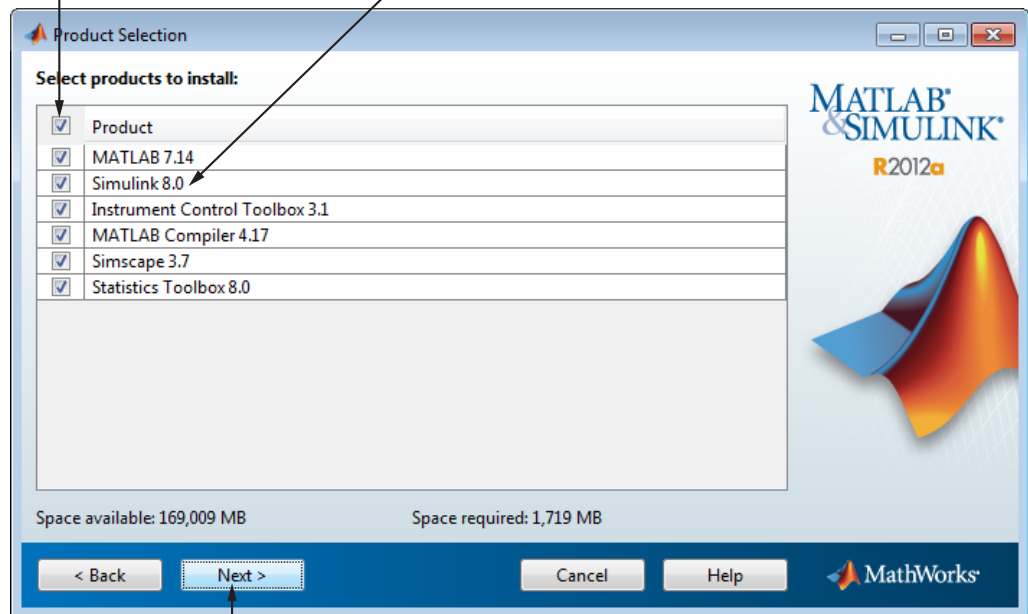 Product Selection
Select products to install:
Product
MATLAB 7.14
Simulink 8.0
Instrument Control Toolbox 3.1
MATLAB Compiler 4.17
Simscape 3.7
Statistics Toolbox 8.0
MATLAB®
&SIMULINK®
R2012a
Space available: 169,009 MB Space required: 1,719 MB
< Back Next > Cancel Help MathWorks®